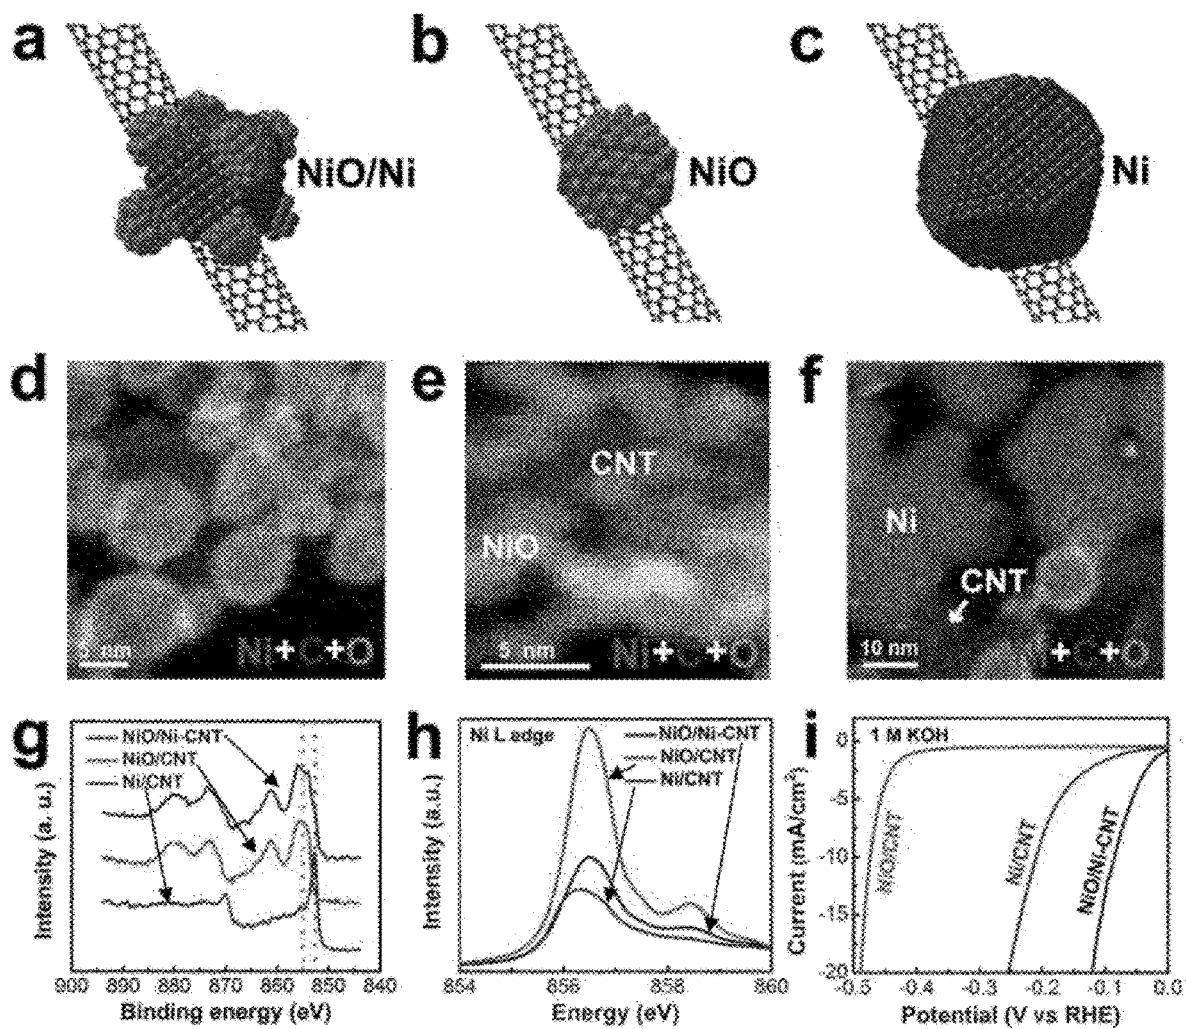 a
b
c
NiO/Ni
NiO
Ni
d
e
f
CNT
NiO
Ni
CNT
5 nm
Ni+C+O
5 nm
Ni+C+O
10 nm
+C+O
g
NiO/Ni-CNT
NiO/CNT
Ni/CNT
Intensity (a. u.)
900 890 880 870 860 850 840
Binding energy (eV)
h
Ni L edge
NiO/Ni-CNT
NiO/CNT
Ni/CNT
Intensity (a.u.)
854 856 858 860
Energy (eV)
i
1 M KOH
0
-5
-10
-15
-20
Current (mA/cm²)
NiO/CNT
Ni/CNT
NiO/Ni-CNT
-0.5 -0.4 -0.3 -0.2 -0.1 0.0
Potential (V vs RHE)